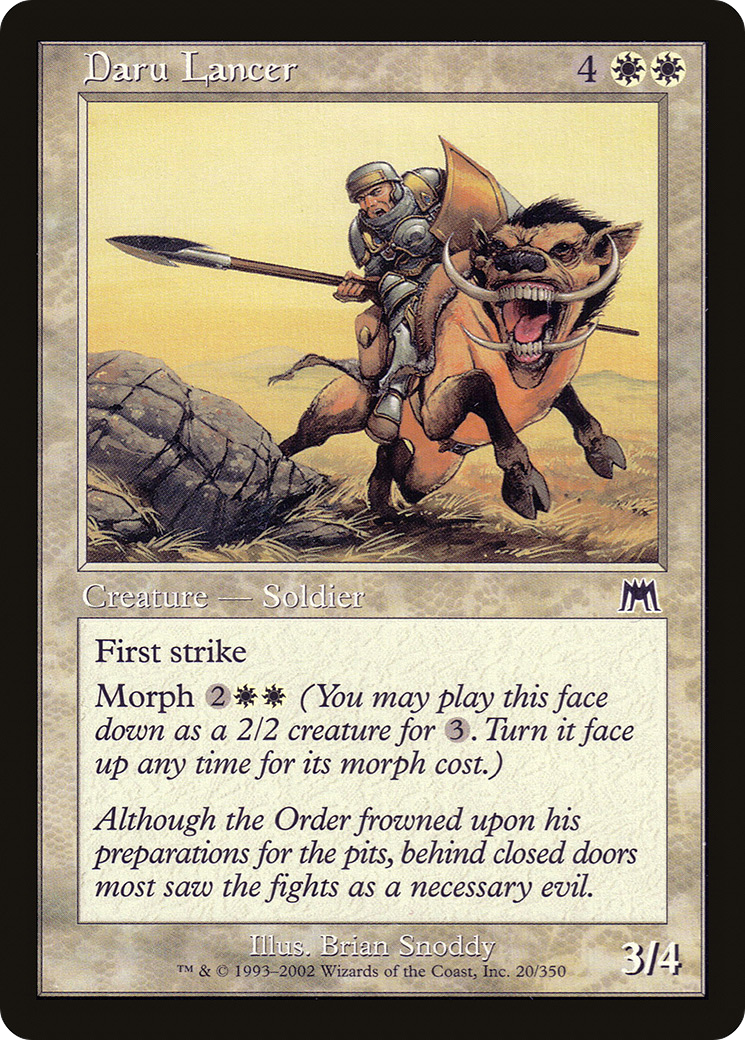 Daru Lancer 4
Creature — Soldier
First strike
Morph 2 (You may play this face
down as a 2/2 creature for 3. Turn it face
up any time for its morph cost.)
Although the Order frowned upon his
preparations for the pits, behind closed doors
most saw the fights as a necessary evil.
Illus. Brian Snoddy
™ & © 1993–2002 Wizards of the Coast, Inc. 20/350
3/4